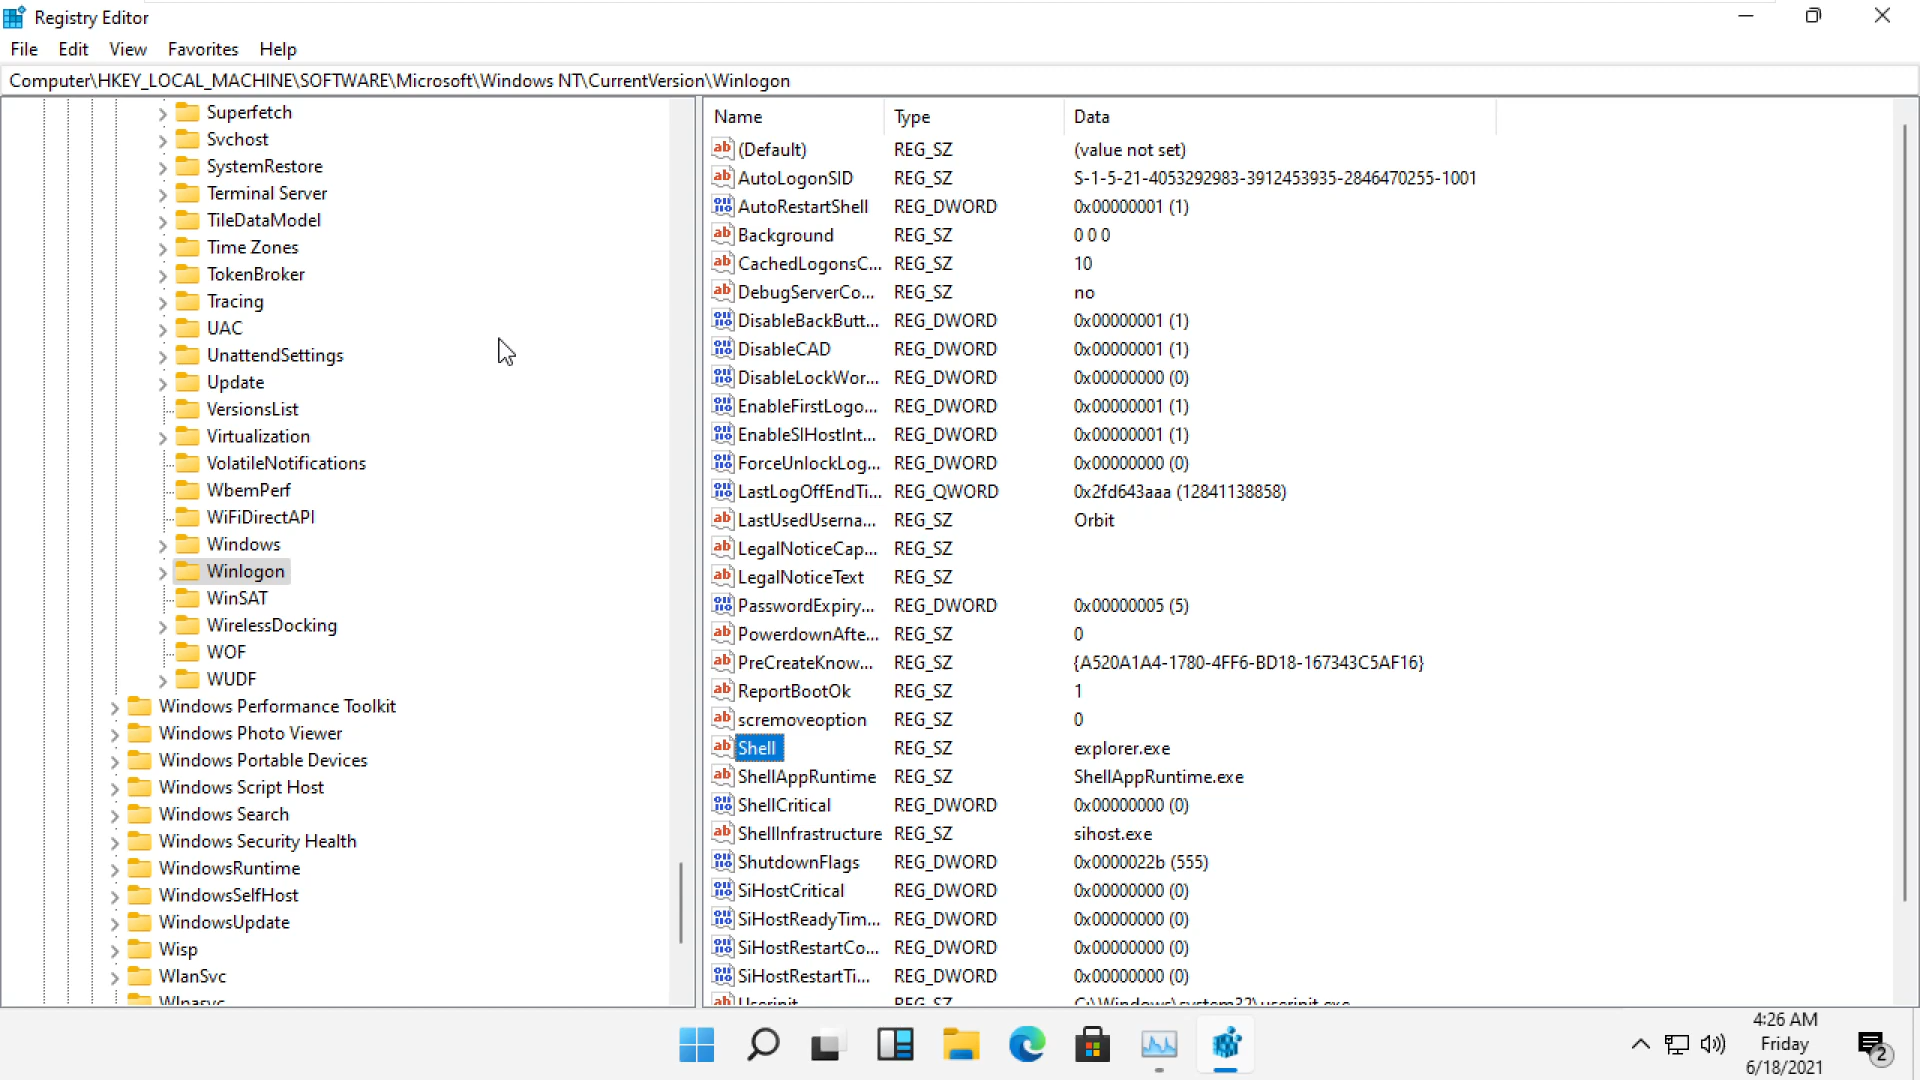 Registry Editor
File Edit View Favorites Help
Computer\HKEY_LOCAL_MACHINE\SOFTWARE\Microsoft\Windows NT\CurrentVersion\Winlogon
Superfetch
Svchost
SystemRestore
Terminal Server
TileDataModel
Time Zones
TokenBroker
Tracing
UAC
UnattendSettings
Update
VersionsList
Virtualization
VolatileNotifications
WbemPerf
WiFiDirectAPI
Windows
Winlogon
WinSAT
WirelessDocking
WOF
WUDF
Windows Performance Toolkit
Windows Photo Viewer
Windows Portable Devices
Windows Script Host
Windows Search
Windows Security Health
WindowsRuntime
WindowsSelfHost
WindowsUpdate
Wisp
WlanSvc
Wlpasvc
Name Type Data
(Default) REG_SZ (value not set)
AutoLogonSID REG_SZ S-1-5-21-4053292983-3912453935-2846470255-1001
AutoRestartShell REG_DWORD 0x00000001 (1)
Background REG_SZ 0 0 0
CachedLogonsC... REG_SZ 10
DebugServerCo... REG_SZ no
DisableBackButt... REG_DWORD 0x00000001 (1)
DisableCAD REG_DWORD 0x00000001 (1)
DisableLockWor... REG_DWORD 0x00000000 (0)
EnableFirstLogo... REG_DWORD 0x00000001 (1)
EnableSIHostInt... REG_DWORD 0x00000001 (1)
ForceUnlockLog... REG_DWORD 0x00000000 (0)
LastLogOffEndTi... REG_QWORD 0x2fd643aaa (12841138858)
LastUsedUserna... REG_SZ Orbit
LegalNoticeCap... REG_SZ
LegalNoticeText REG_SZ
PasswordExpiry... REG_DWORD 0x00000005 (5)
PowerdownAfte... REG_SZ 0
PreCreateKnow... REG_SZ {A520A1A4-1780-4FF6-BD18-167343C5AF16}
ReportBootOk REG_SZ 1
scremoveoption REG_SZ 0
Shell REG_SZ explorer.exe
ShellAppRuntime REG_SZ ShellAppRuntime.exe
ShellCritical REG_DWORD 0x00000000 (0)
ShellInfrastructure REG_SZ sihost.exe
ShutdownFlags REG_DWORD 0x0000022b (555)
SiHostCritical REG_DWORD 0x00000000 (0)
SiHostReadyTim... REG_DWORD 0x00000000 (0)
SiHostRestartCo... REG_DWORD 0x00000000 (0)
SiHostRestartTi... REG_DWORD 0x00000000 (0)
Userinit REG_SZ C:\Windows\system32\userinit.exe
4:26 AM
Friday
6/18/2021
2